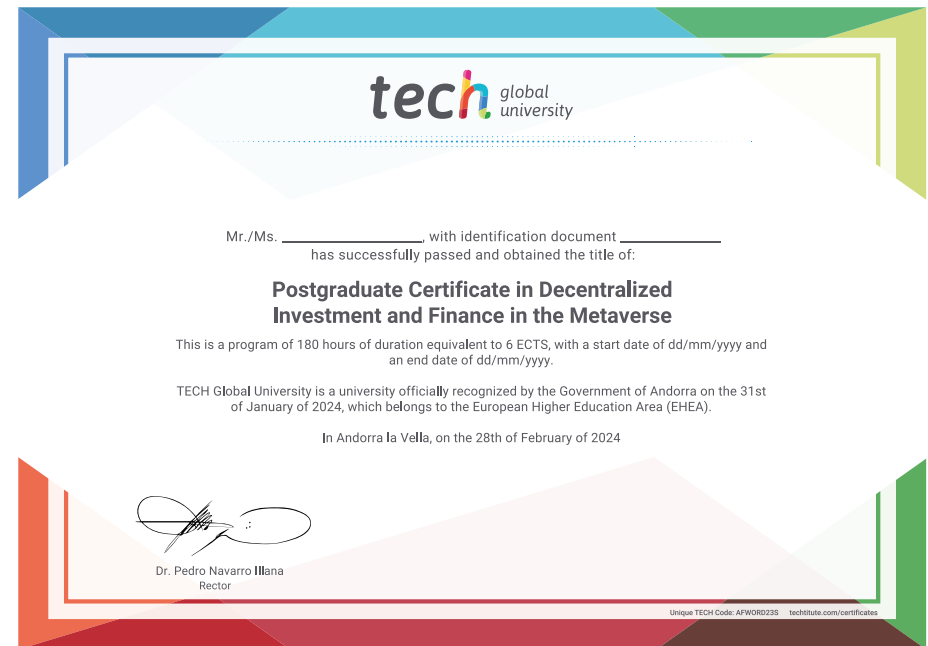 tech global
university
Mr./Ms. ____________, with identification document ____________
has successfully passed and obtained the title of:
Postgraduate Certificate in Decentralized
Investment and Finance in the Metaverse
This is a program of 180 hours of duration equivalent to 6 ECTS, with a start date of dd/mm/yyyy and
an end date of dd/mm/yyyy.
TECH Global University is a university officially recognized by the Government of Andorra on the 31st
of January of 2024, which belongs to the European Higher Education Area (EHEA).
In Andorra la Vella, on the 28th of February of 2024
Dr. Pedro Navarro Illana
Rector
Unique TECH Code: AFWORD23S techtitute.com/certificates